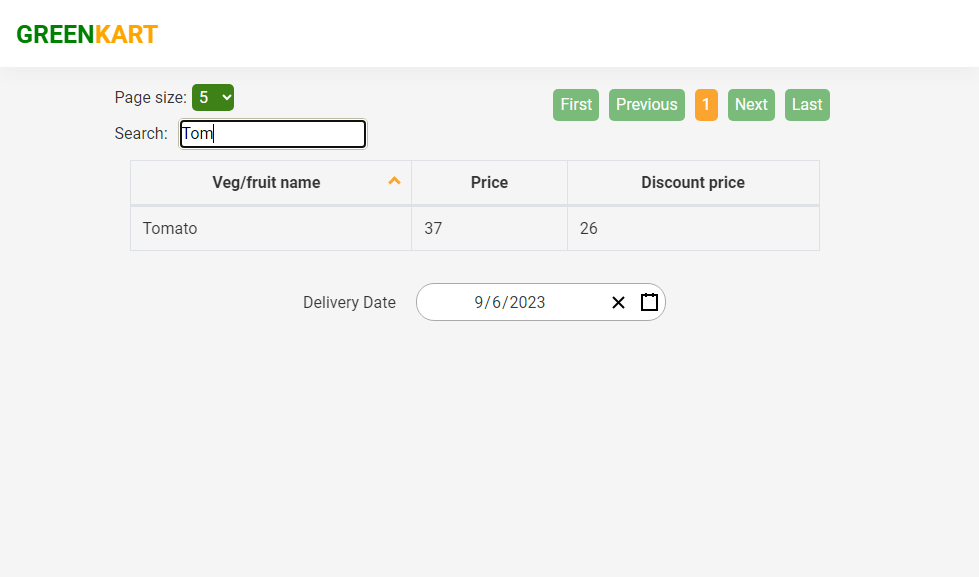 GREENKART
Page size: 5
First Previous 1 Next Last
Search: Tom
Veg/fruit name Price Discount price
Tomato 37 26
Delivery Date 9/6/2023